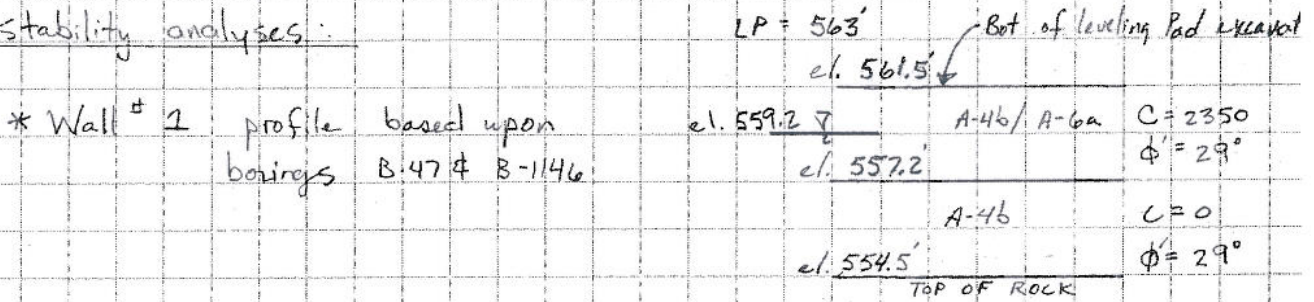 stability analyses:
LP = 563'
Bot of leveling Pad excavat
el. 561.5'
* Wall # 1 profile based upon
borings B-47 & B-1146
el. 559.2
A-4b/A-6a C = 2350
ϕ' = 29°
el. 557.2'
A-4b C = 0
ϕ' = 29°
el. 554.5'
TOP OF ROCK